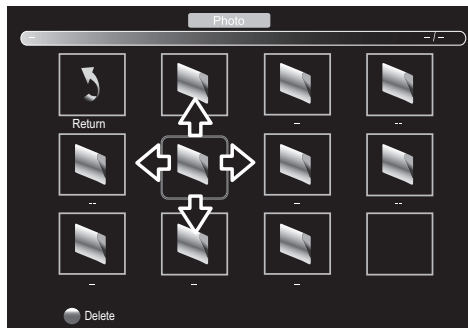 Photo
– –/–
Return – --
-- – --
– – –
Delete